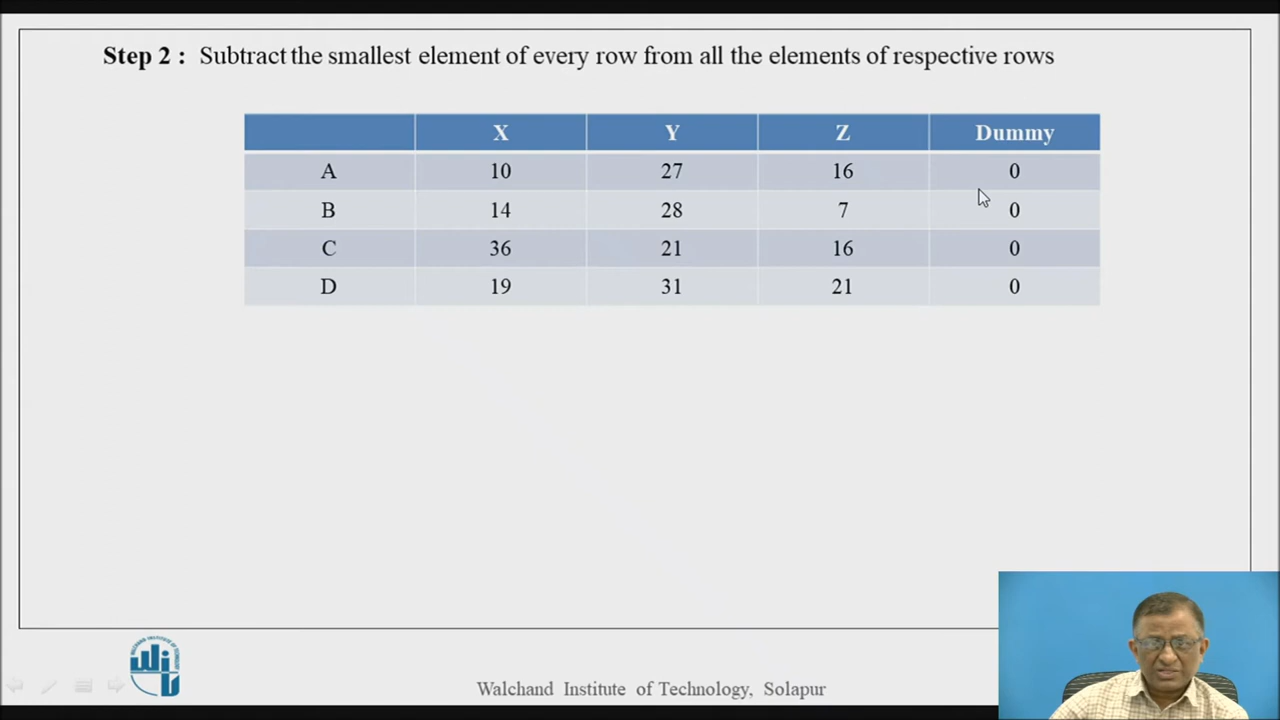 Step 2 : Subtract the smallest element of every row from all the elements of respective rows
X Y Z Dummy
A 10 27 16 0
B 14 28 7 0
C 36 21 16 0
D 19 31 21 0
Walchand Institute of Technology, Solapur